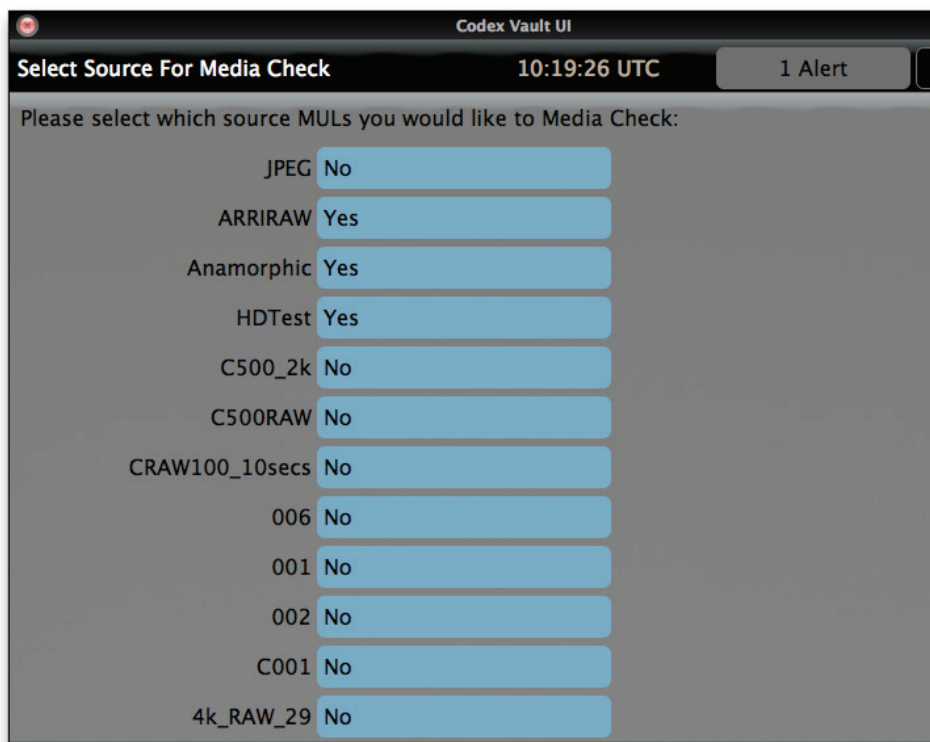 Codex Vault UI
Select Source For Media Check 10:19:26 UTC 1 Alert
Please select which source MULs you would like to Media Check:
JPEG No
ARRIRAW Yes
Anamorphic Yes
HDTest Yes
C500_2k No
C500RAW No
CRAW100_10secs No
006 No
001 No
002 No
C001 No
4k_RAW_29 No